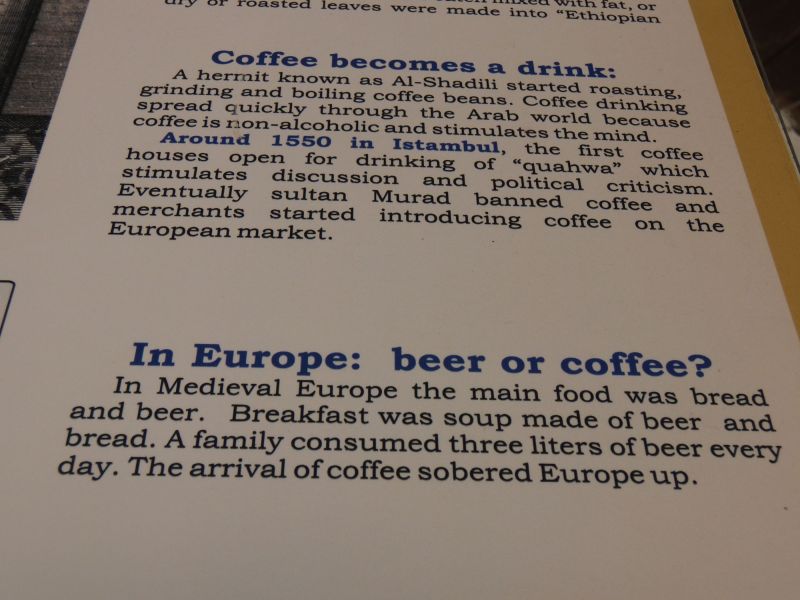 mixed with fat, or
dry or roasted leaves were made into "Ethiopian
Coffee becomes a drink:
A hermit known as Al-Shadili started roasting,
grinding and boiling coffee beans. Coffee drinking
spread quickly through the Arab world because
coffee is non-alcoholic and stimulates the mind.
Around 1550 in Istambul, the first coffee
houses open for drinking of "quahwa" which
stimulates discussion and political criticism.
Eventually sultan Murad banned coffee and
merchants started introducing coffee on the
European market.
In Europe: beer or coffee?
In Medieval Europe the main food was bread
and beer. Breakfast was soup made of beer and
bread. A family consumed three liters of beer every
day. The arrival of coffee sobered Europe up.